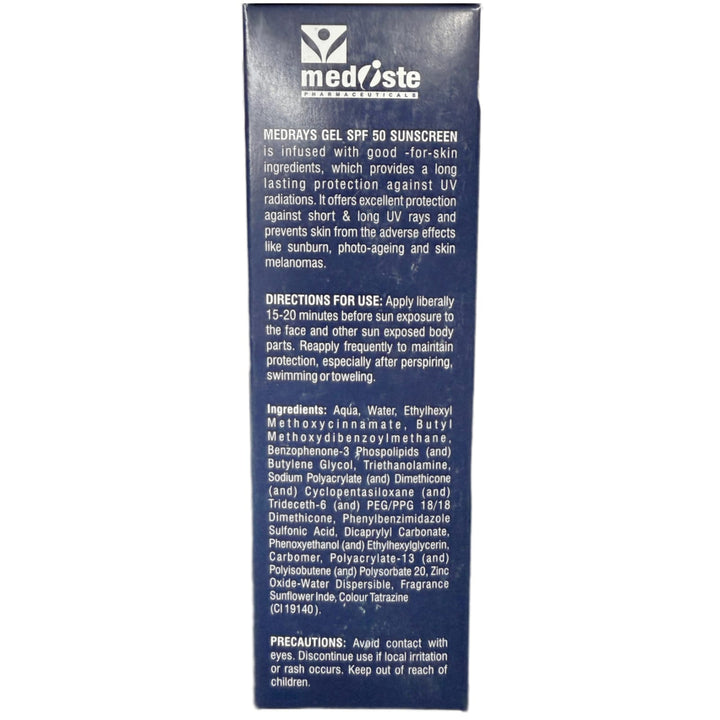 mediste
PHARMACEUTICALS
MEDRAYS GEL SPF 50 SUNSCREEN
is infused with good -for-skin
ingredients, which provides a long
lasting protection against UV
radiations. It offers excellent protection
against short & long UV rays and
prevents skin from the adverse effects
like sunburn, photo-ageing and skin
melanomas.
DIRECTIONS FOR USE: Apply liberally
15-20 minutes before sun exposure to
the face and other sun exposed body
parts. Reapply frequently to maintain
protection, especially after perspiring,
swimming or toweling.
Ingredients: Aqua, Water, Ethylhexyl
Methoxycinnamate, Butyl
Methoxydibenzoylmethane,
Benzophenone-3 Phospolipids (and)
Butylene Glycol, Triethanolamine,
Sodium Polyacrylate (and) Dimethicone
(and) Cyclopentasiloxane (and)
Trideceth-6 (and) PEG/PPG 18/18
Dimethicone, Phenylbenzimidazole
Sulfonic Acid, Dicaprylyl Carbonate,
Phenoxyethanol (and) Ethylhexylglycerin,
Carbomer, Polyacrylate-13 (and)
Polyisobutene (and) Polysorbate 20, Zinc
Oxide-Water Dispersible, Fragrance
Sunflower Inde, Colour Tatrazine
(CI 19140).
PRECAUTIONS: Avoid contact with
eyes. Discontinue use if local irritation
or rash occurs. Keep out of reach of
children.